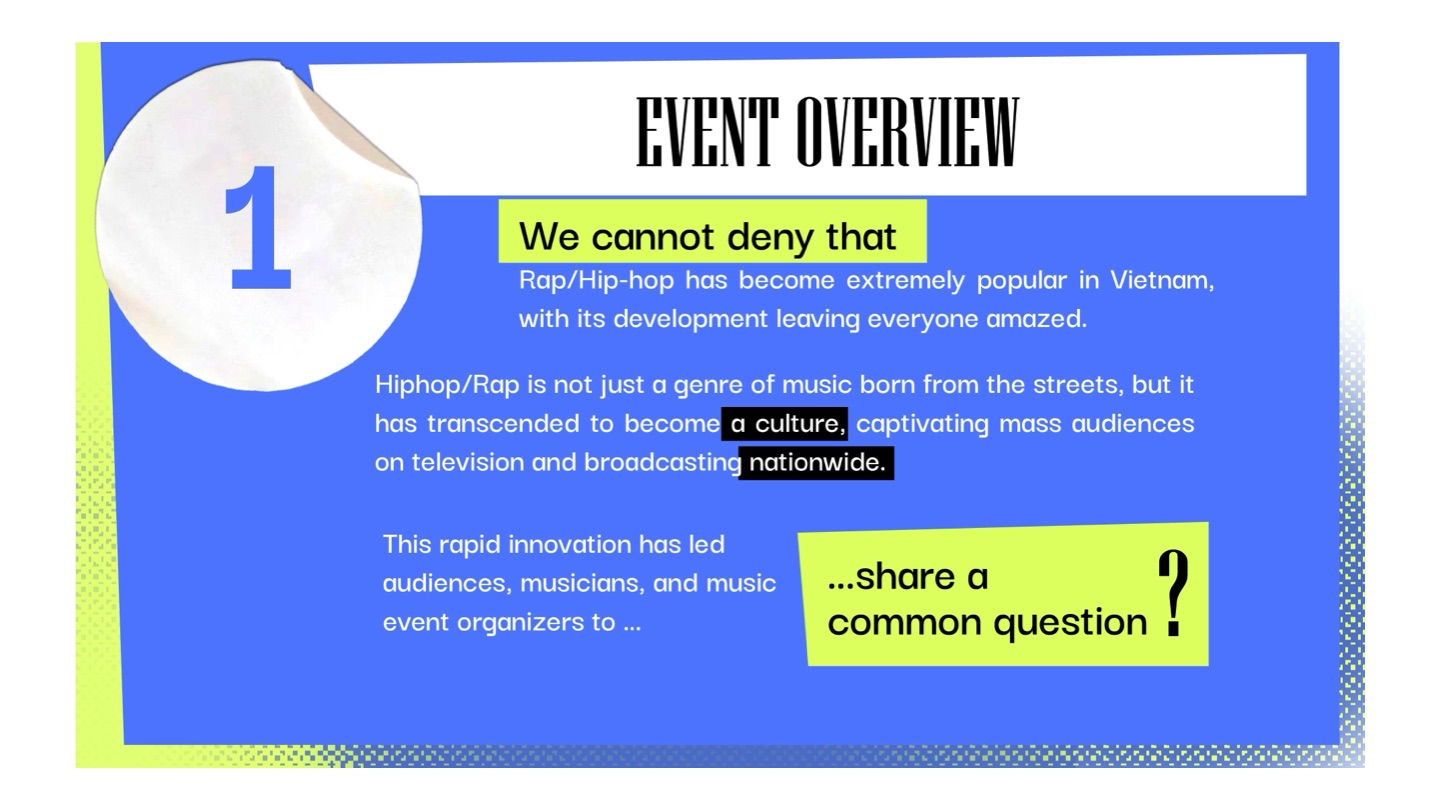 1
EVENT OVERVIEW
We cannot deny that
Rap/Hip-hop has become extremely popular in Vietnam,
with its development leaving everyone amazed.
Hiphop/Rap is not just a genre of music born from the streets, but it
has transcended to become a culture, captivating mass audiences
on television and broadcasting nationwide.
This rapid innovation has led
audiences, musicians, and music
event organizers to ...
...share a
common question ?